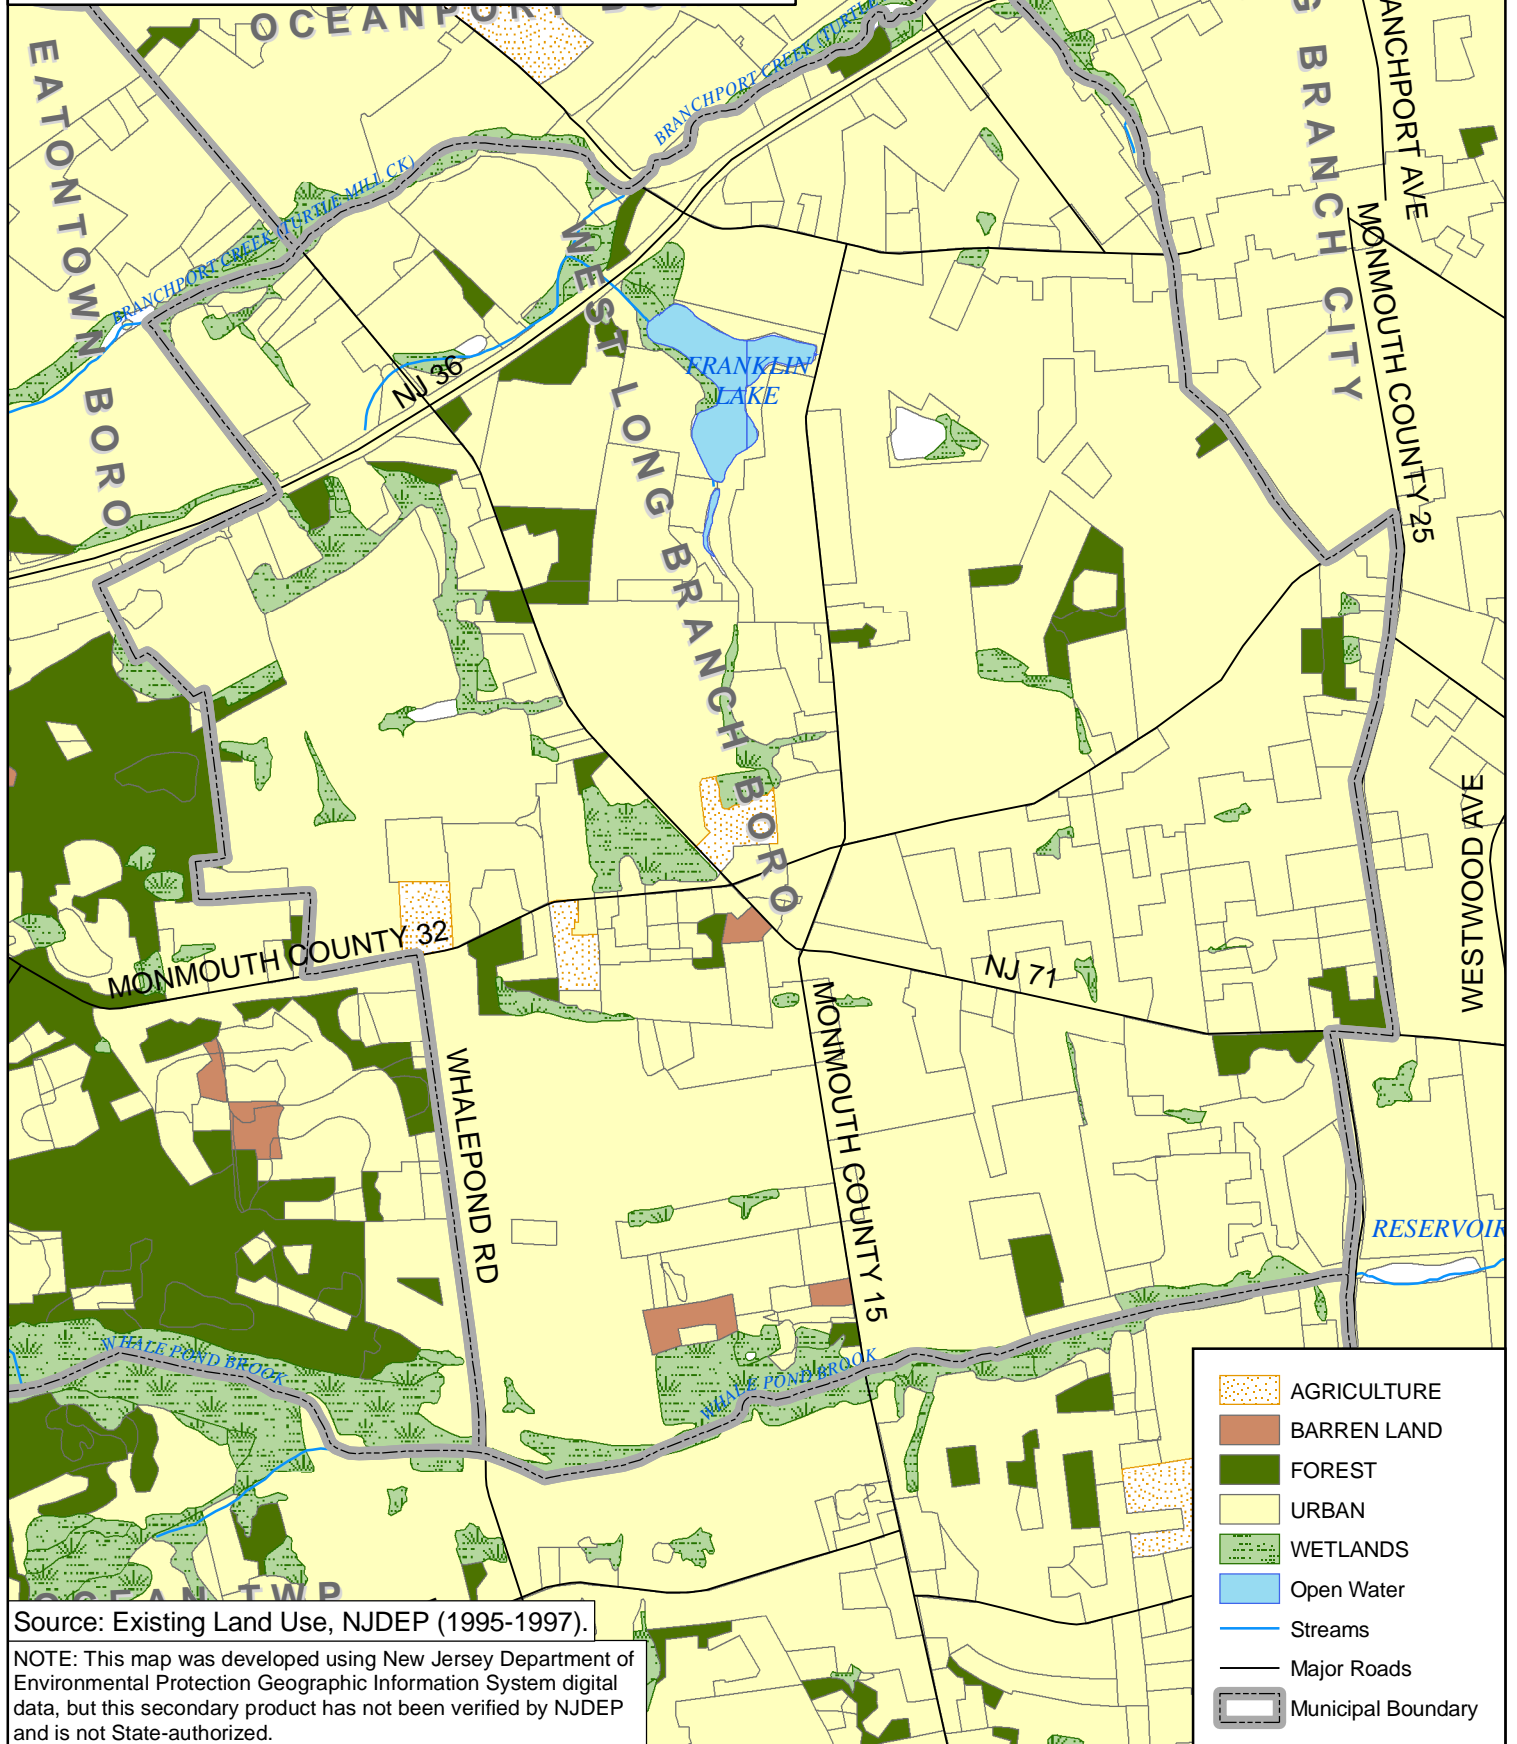 OCEANPORT
EATONTOWN BORO
BRANCH CITY
BRANCHPORT CREEK (TURTLE
BRANCHPORT CREEK (TURTLE MILL CK)
ANCHPORT AVE
MONMOUTH COUNTY 25
NJ 36
FRANKLIN
LAKE
WEST LONG BRANCH BORO
WESTWOOD AVE
MONMOUTH COUNTY 32
NJ 71
MONMOUTH COUNTY 15
WHALEPOND RD
RESERVOIR
WHALE POND BROOK
WHALE POND BROOK
OCEAN TWP
AGRICULTURE
BARREN LAND
FOREST
URBAN
WETLANDS
Open Water
Streams
Major Roads
Municipal Boundary
Source: Existing Land Use, NJDEP (1995-1997).
NOTE: This map was developed using New Jersey Department of
Environmental Protection Geographic Information System digital
data, but this secondary product has not been verified by NJDEP
and is not State-authorized.